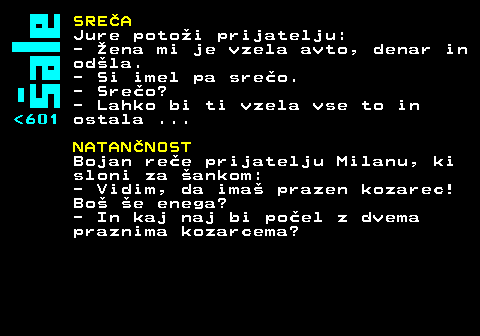 šale
<601
SREČA
Jure potoži prijatelju:
- Žena mi je vzela avto, denar in
odšla.
- Si imel pa srečo.
- Srečo?
- Lahko bi ti vzela vse to in
ostala ...
NATANČNOST
Bojan reče prijatelju Milanu, ki
sloni za šankom:
- Vidim, da imaš prazen kozarec!
Boš še enega?
- In kaj naj bi počel z dvema
praznima kozarcema?